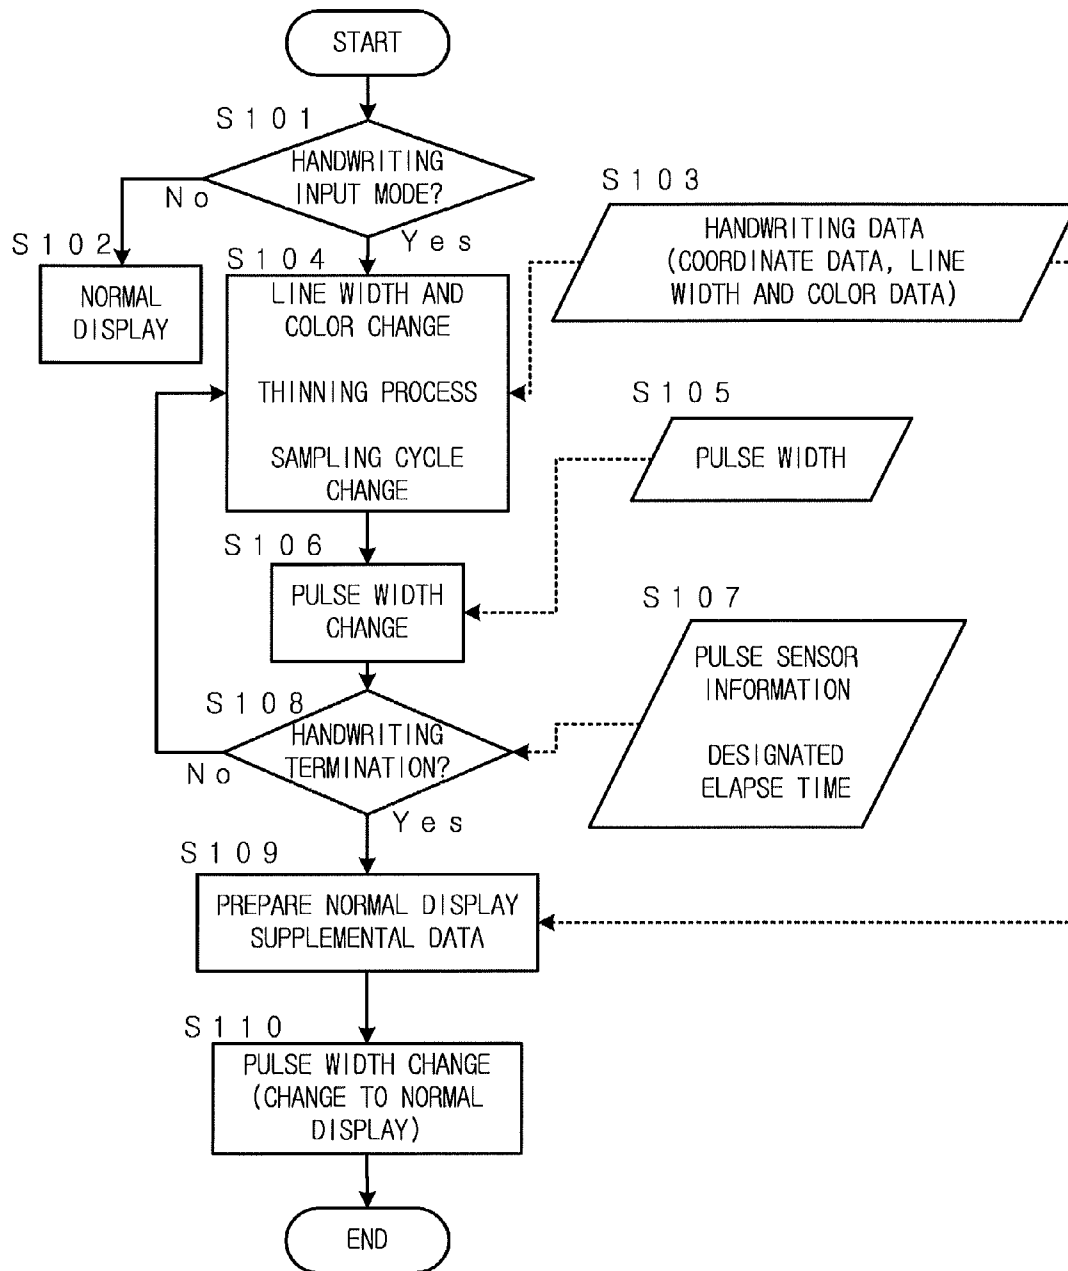 START
S101
HANDWRITING
INPUT MODE?
No
Yes
S102
NORMAL
DISPLAY
S103
HANDWRITING DATA
(COORDINATE DATA, LINE
WIDTH AND COLOR DATA)
S104
LINE WIDTH AND
COLOR CHANGE
THINNING PROCESS
SAMPLING CYCLE
CHANGE
S105
PULSE WIDTH
S106
PULSE WIDTH
CHANGE
S107
PULSE SENSOR
INFORMATION
DESIGNATED
ELAPSE TIME
S108
HANDWRITING
TERMINATION?
No
Yes
S109
PREPARE NORMAL DISPLAY
SUPPLEMENTAL DATA
S110
PULSE WIDTH CHANGE
(CHANGE TO NORMAL
DISPLAY)
END